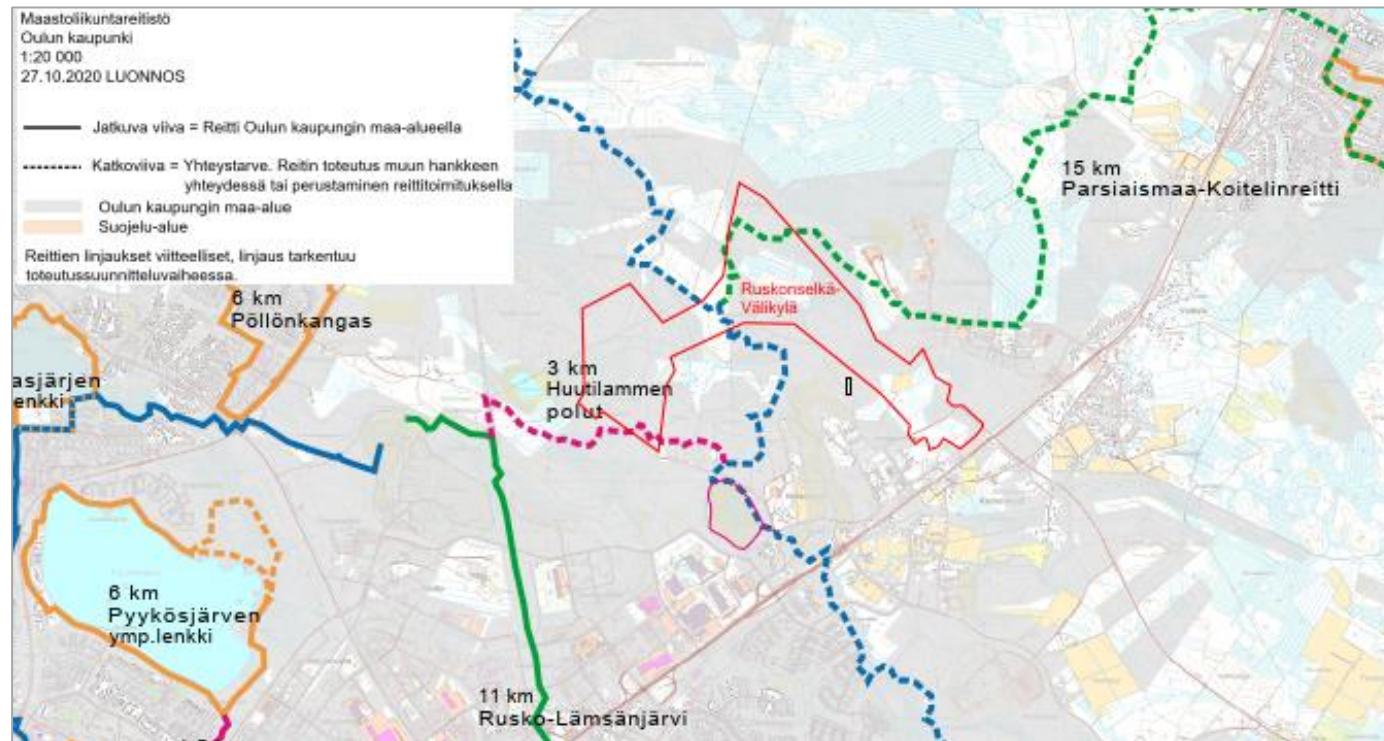 Maastoliikuntareitistö
Oulun kaupunki
1:20 000
27.10.2020 LUONNOS
Jatkuva viiva = Reitti Oulun kaupungin maa-alueella
Katkoviiva = Yhteystarve. Reitin toteutus muun hankkeen
yhteydessä tai perustaminen reittitoimituksella
Oulun kaupungin maa-alue
Suojelu-alue
Reittien linjaukset viitteelliset, linjaus tarkentuu
toteutussuunnitteluvaiheessa.
15 km
Parsiaismaa-Koitelinreitti
Ruskonselkä-
Välikylä
6 km
Pöllönkangas
3 km
Huutilammen
polut
asjärjen
enkki
6 km
Pyykösjärven
ymp.lenkki
11 km
Rusko-Lämsänjärvi